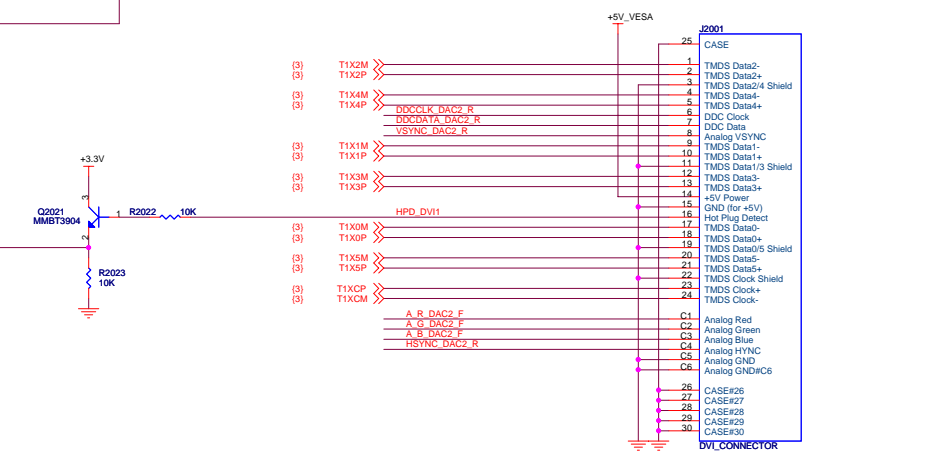 +5V_VESA
J2001
25 CASE
{3} T1X2M 1 TMDS Data2-
{3} T1X2P 2 TMDS Data2+
3 TMDS Data2/4 Shield
{3} T1X4M 4 TMDS Data4-
{3} T1X4P 5 TMDS Data4+
DDCCLK_DAC2_R 6 DDC Clock
DDCDATA_DAC2_R 7 DDC Data
VSYNC_DAC2_R 8 Analog VSYNC
{3} T1X1M 9 TMDS Data1-
{3} T1X1P 10 TMDS Data1+
11 TMDS Data1/3 Shield
{3} T1X3M 12 TMDS Data3-
{3} T1X3P 13 TMDS Data3+
14 +5V Power
15 GND (for +5V)
HPD_DVI1 16 Hot Plug Detect
{3} T1X0M 17 TMDS Data0-
{3} T1X0P 18 TMDS Data0+
19 TMDS Data0/5 Shield
{3} T1X5M 20 TMDS Data5-
{3} T1X5P 21 TMDS Data5+
22 TMDS Clock Shield
{3} T1XCP 23 TMDS Clock+
{3} T1XCM 24 TMDS Clock-
A_R_DAC2_F C1 Analog Red
A_G_DAC2_F C2 Analog Green
A_B_DAC2_F C3 Analog Blue
HSYNC_DAC2_R C4 Analog HYNC
C5 Analog GND
C6 Analog GND#C6
26 CASE#26
27 CASE#27
28 CASE#28
29 CASE#29
30 CASE#30
DVI_CONNECTOR
+3.3V
3
Q2021
MMBT3904
1 R2022 10K
2
R2023
10K